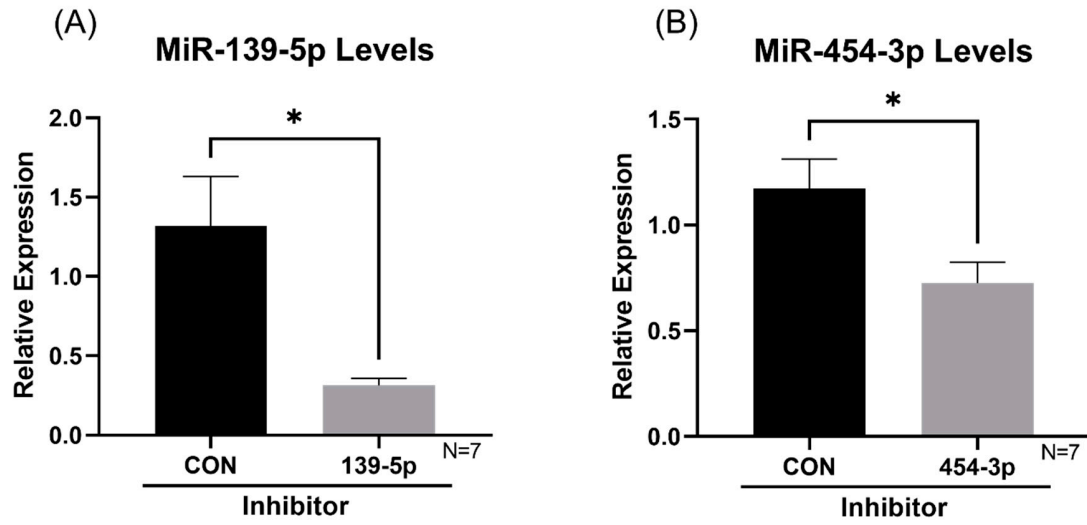 (A)
MiR-139-5p Levels
*
Relative Expression
2.0
1.5
1.0
0.5
0.0
CON
139-5p
N=7
Inhibitor
(B)
MiR-454-3p Levels
*
Relative Expression
1.5
1.0
0.5
0.0
CON
454-3p
N=7
Inhibitor